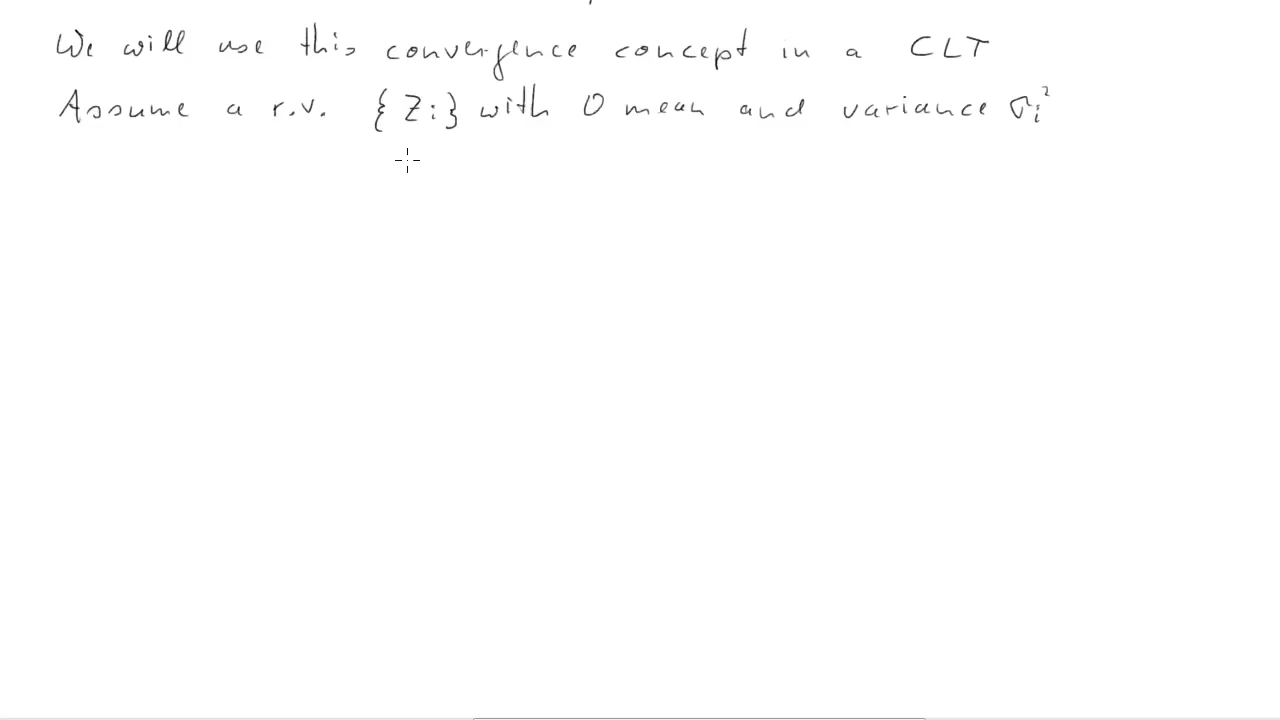 We will use this convergence concept in a CLT
Assume a r.v. {Zi} with 0 mean and variance σi²